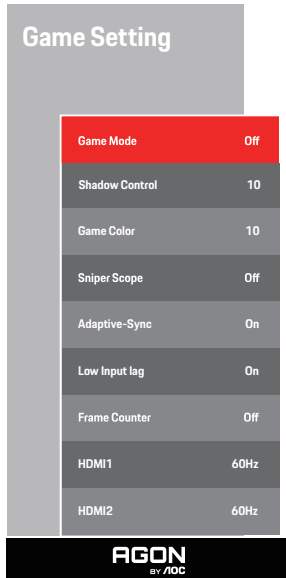 Game Setting
Game Mode Off
Shadow Control 10
Game Color 10
Sniper Scope Off
Adaptive-Sync On
Low Input lag On
Frame Counter Off
HDMI1 60Hz
HDMI2 60Hz
AGON
BY AOC